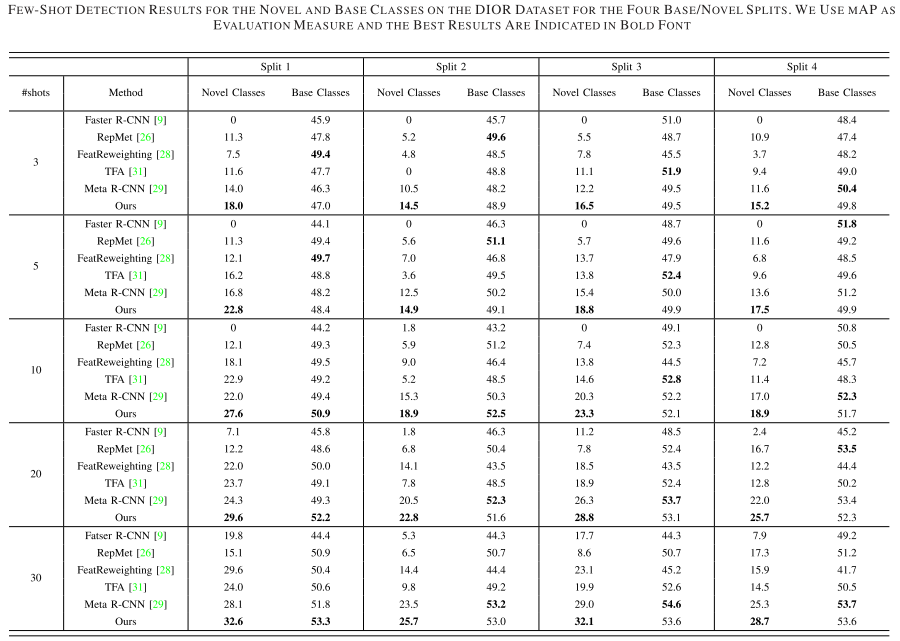 FEW-SHOT DETECTION RESULTS FOR THE NOVEL AND BASE CLASSES ON THE DIOR DATASET FOR THE FOUR BASE/NOVEL SPLITS. WE USE MAP AS
EVALUATION MEASURE AND THE BEST RESULTS ARE INDICATED IN BOLD FONT
Split 1 Split 2 Split 3 Split 4
#shots Method Novel Classes Base Classes Novel Classes Base Classes Novel Classes Base Classes Novel Classes Base Classes
Faster R-CNN [9] 0 45.9 0 45.7 0 51.0 0 48.4
RepMet [26] 11.3 47.8 5.2 49.6 5.5 48.7 10.9 47.4
FeatReweighting [28] 7.5 49.4 4.8 48.5 7.8 45.5 3.7 48.2
3
TFA [31] 11.6 47.7 0 48.8 11.1 51.9 9.4 49.0
Meta R-CNN [29] 14.0 46.3 10.5 48.2 12.2 49.5 11.6 50.4
Ours 18.0 47.0 14.5 48.9 16.5 49.5 15.2 49.8
Faster R-CNN [9] 0 44.1 0 46.3 0 48.7 0 51.8
RepMet [26] 11.3 49.4 5.6 51.1 5.7 49.6 11.6 49.2
FeatReweighting [28] 12.1 49.7 7.0 46.8 13.7 47.9 6.8 48.5
5
TFA [31] 16.2 48.8 3.6 49.5 13.8 52.4 9.6 49.6
Meta R-CNN [29] 16.8 48.2 12.5 50.2 15.4 50.0 13.6 51.2
Ours 22.8 48.4 14.9 49.1 18.8 49.9 17.5 49.9
Faster R-CNN [9] 0 44.2 1.8 43.2 0 49.1 0 50.8
RepMet [26] 12.1 49.3 5.9 51.2 7.4 52.3 12.8 50.5
FeatReweighting [28] 18.1 49.5 9.0 46.4 13.8 44.5 7.2 45.7
10
TFA [31] 22.9 49.2 5.2 48.5 14.6 52.8 11.4 48.3
Meta R-CNN [29] 22.0 49.4 15.3 50.3 20.3 52.2 17.0 52.3
Ours 27.6 50.9 18.9 52.5 23.3 52.1 18.9 51.7
Faster R-CNN [9] 7.1 45.8 1.8 46.3 11.2 48.5 2.4 45.2
RepMet [26] 12.2 48.6 6.8 50.4 7.8 52.4 16.7 53.5
FeatReweighting [28] 22.0 50.0 14.1 43.5 18.5 43.5 12.2 44.4
20
TFA [31] 23.7 49.1 7.8 48.5 18.9 52.4 12.8 50.2
Meta R-CNN [29] 24.3 49.3 20.5 52.3 26.3 53.7 22.0 53.4
Ours 29.6 52.2 22.8 51.6 28.8 53.1 25.7 52.3
Fatser R-CNN [9] 19.8 44.4 5.3 44.3 17.7 44.3 7.9 49.2
RepMet [26] 15.1 50.9 6.5 50.7 8.6 50.7 17.3 51.2
FeatReweighting [28] 29.6 50.4 14.4 44.4 23.1 45.2 15.9 41.7
30
TFA [31] 24.0 50.6 9.8 49.2 19.9 52.6 14.5 50.5
Meta R-CNN [29] 28.1 51.8 23.5 53.2 29.0 54.6 25.3 53.7
Ours 32.6 53.3 25.7 53.0 32.1 53.6 28.7 53.6